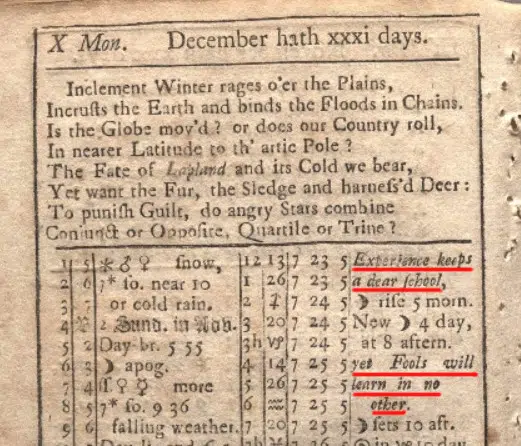 X Mon. December hath xxxi days.
Inclement Winter rages o'er the Plains,
Incruſts the Earth and binds the Floods in Chains.
Is the Globe mov'd? or does our Country roll,
In nearer Latitude to th' artic Pole?
The Fate of Lapland and its Cold we bear,
Yet want the Fur, the Sledge and harneſs'd Deer:
To puniſh Guilt, do angry Stars combine
Conjunct or Oppoſite, Quartile or Trine?
1 5 ⚹ ♂ ♀ ſnow, 12 13 7 23 5 Experience keeps
2 6 7* ſo. near 10 1 26 7 23 5 a dear ſchool,
3 7 or cold rain. 2 7 24 5 ☽ riſe 5 morn.
4 2 Sund. in 3 20 7 24 5 New ☽ 4 day,
5 2 Day br. 5 55 3h ♑ 7 24 5 at 8 aftern.
6 3 ☽ apog. 4 14 7 25 5 yet Fools will
7 4 ♀ ☿ more 5 26 7 25 5 learn in no
8 5 7* ſo. 9 36 6 ♒ 7 25 5 other.
9 6 falling weather. 7 20 7 25 5 ☽ ſets 10 aft.